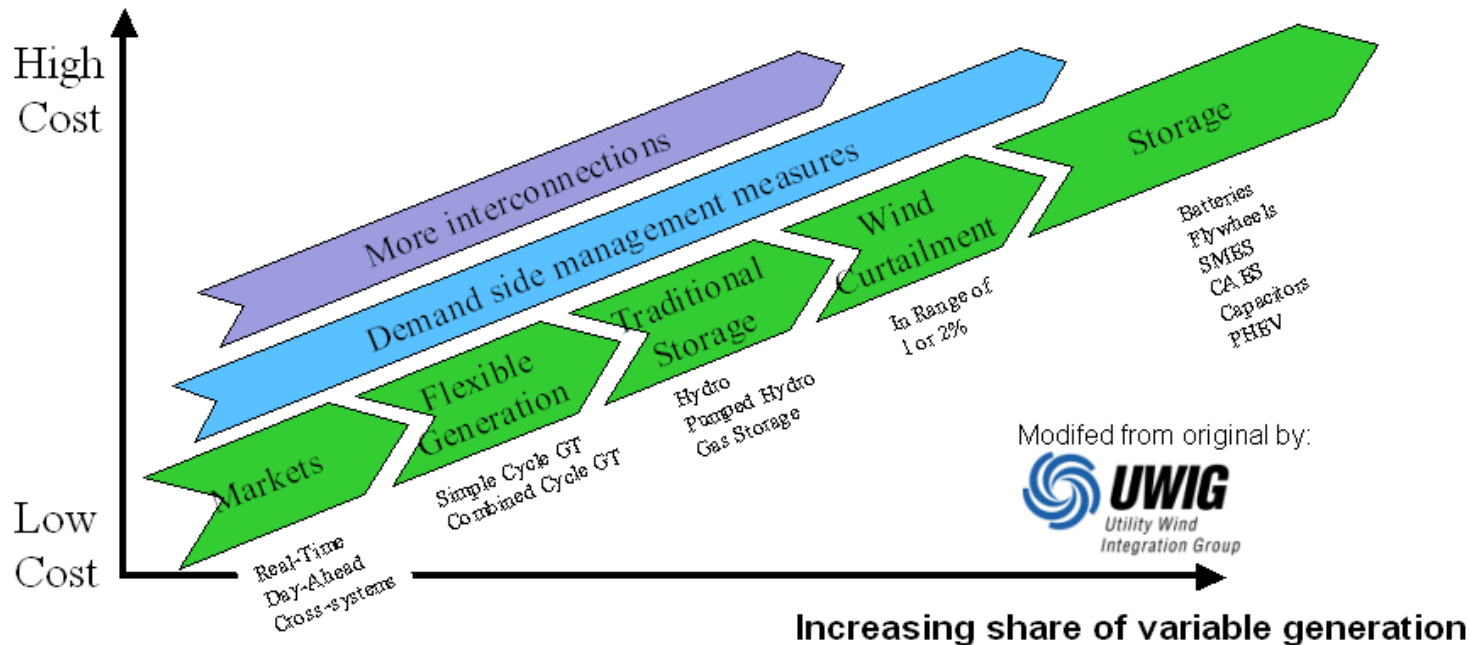 High
Cost
More interconnections
Demand side management measures
Storage
Batteries
Flywheels
SMES
CAES
Capacitors
PHEV
Wind
Curtailment
In Range of
1 or 2%
Traditional
Storage
Hydro
Pumped Hydro
Gas Storage
Flexible
Generation
Simple Cycle GT
Combined Cycle GT
Markets
Real-Time
Day-Ahead
Cross-systems
Low
Cost
Modifed from original by:
UWIG
Utility Wind
Integration Group
Increasing share of variable generation